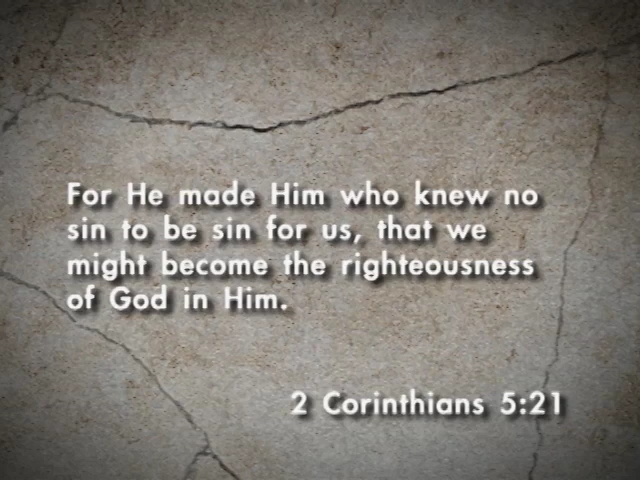 For He made Him who knew no
sin to be sin for us, that we
might become the righteousness
of God in Him.
2 Corinthians 5:21